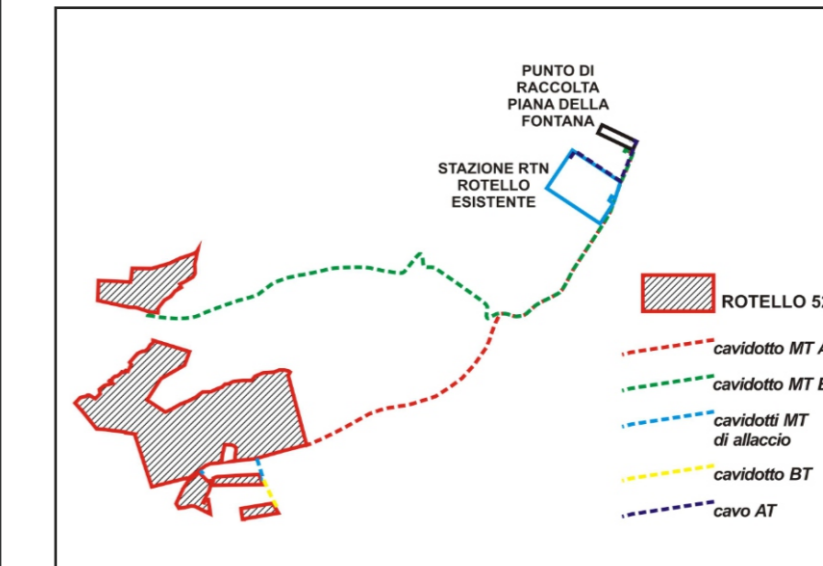 PUNTO DI
RACCOLTA
PIANA DELLA
FONTANA
STAZIONE RTN
ROTELLO
ESISTENTE
ROTELLO
cavidotto MT A
cavidotto MT
cavidotti MT
di allaccio
cavidotto BT
cavo AT